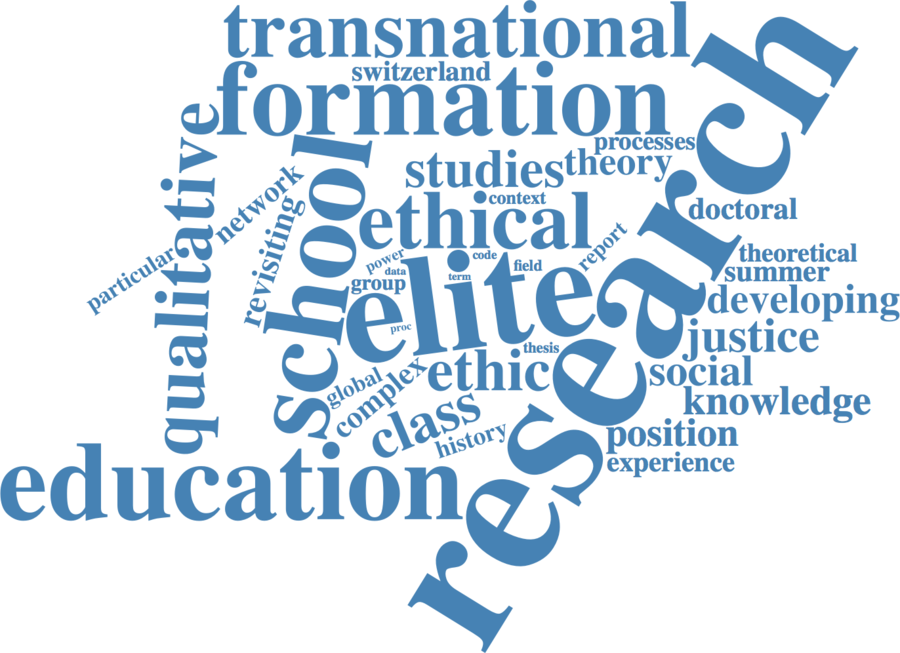 transnational
switzerland
formation
research
processes
qualitative
school
studies
theory
network
context
doctoral
revisiting
ethical
particular
power
code
report
data
term
field
theoretical
summer
group
elite
developing
proc
thesis
justice
global
complex
ethic
social
class
knowledge
history
position
education
experience